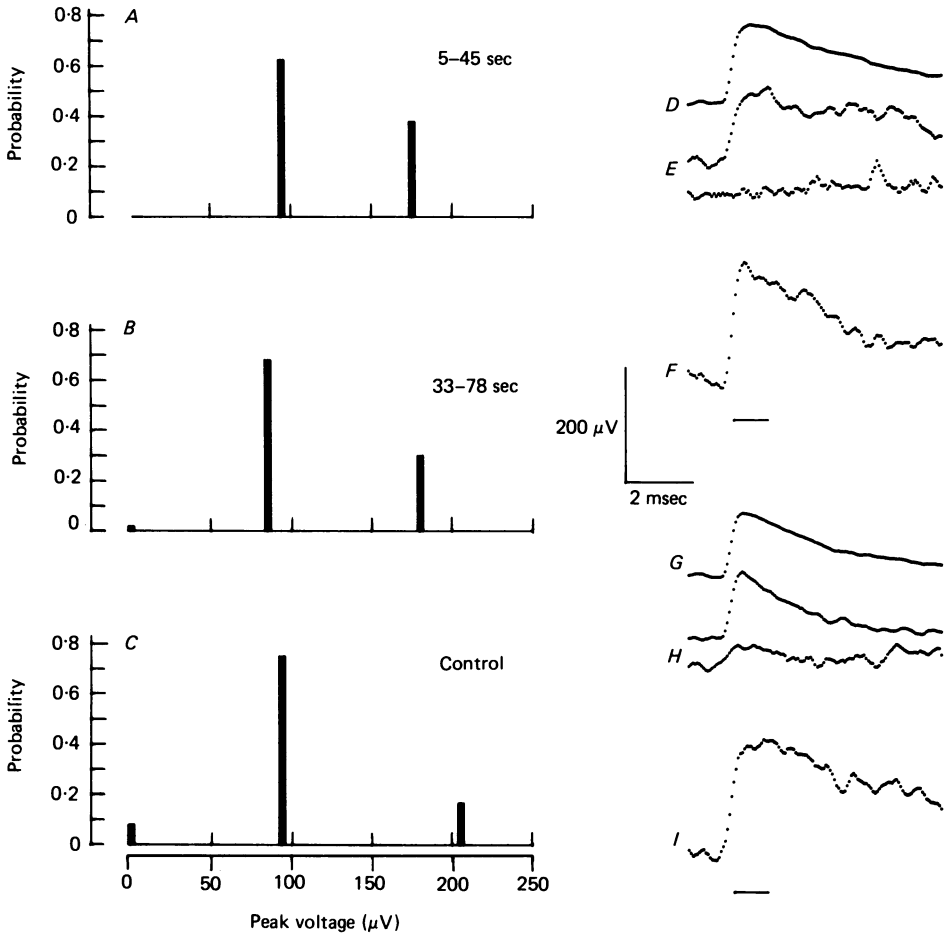 A
5–45 sec
Probability
0·8
0·6
0·4
0·2
0
B
33–78 sec
Probability
0·8
0·6
0·4
0·2
0
C
Control
Probability
0·8
0·6
0·4
0·2
0
0 50 100 150 200 250
Peak voltage (μV)
D
E
F
200 μV
2 msec
G
H
I